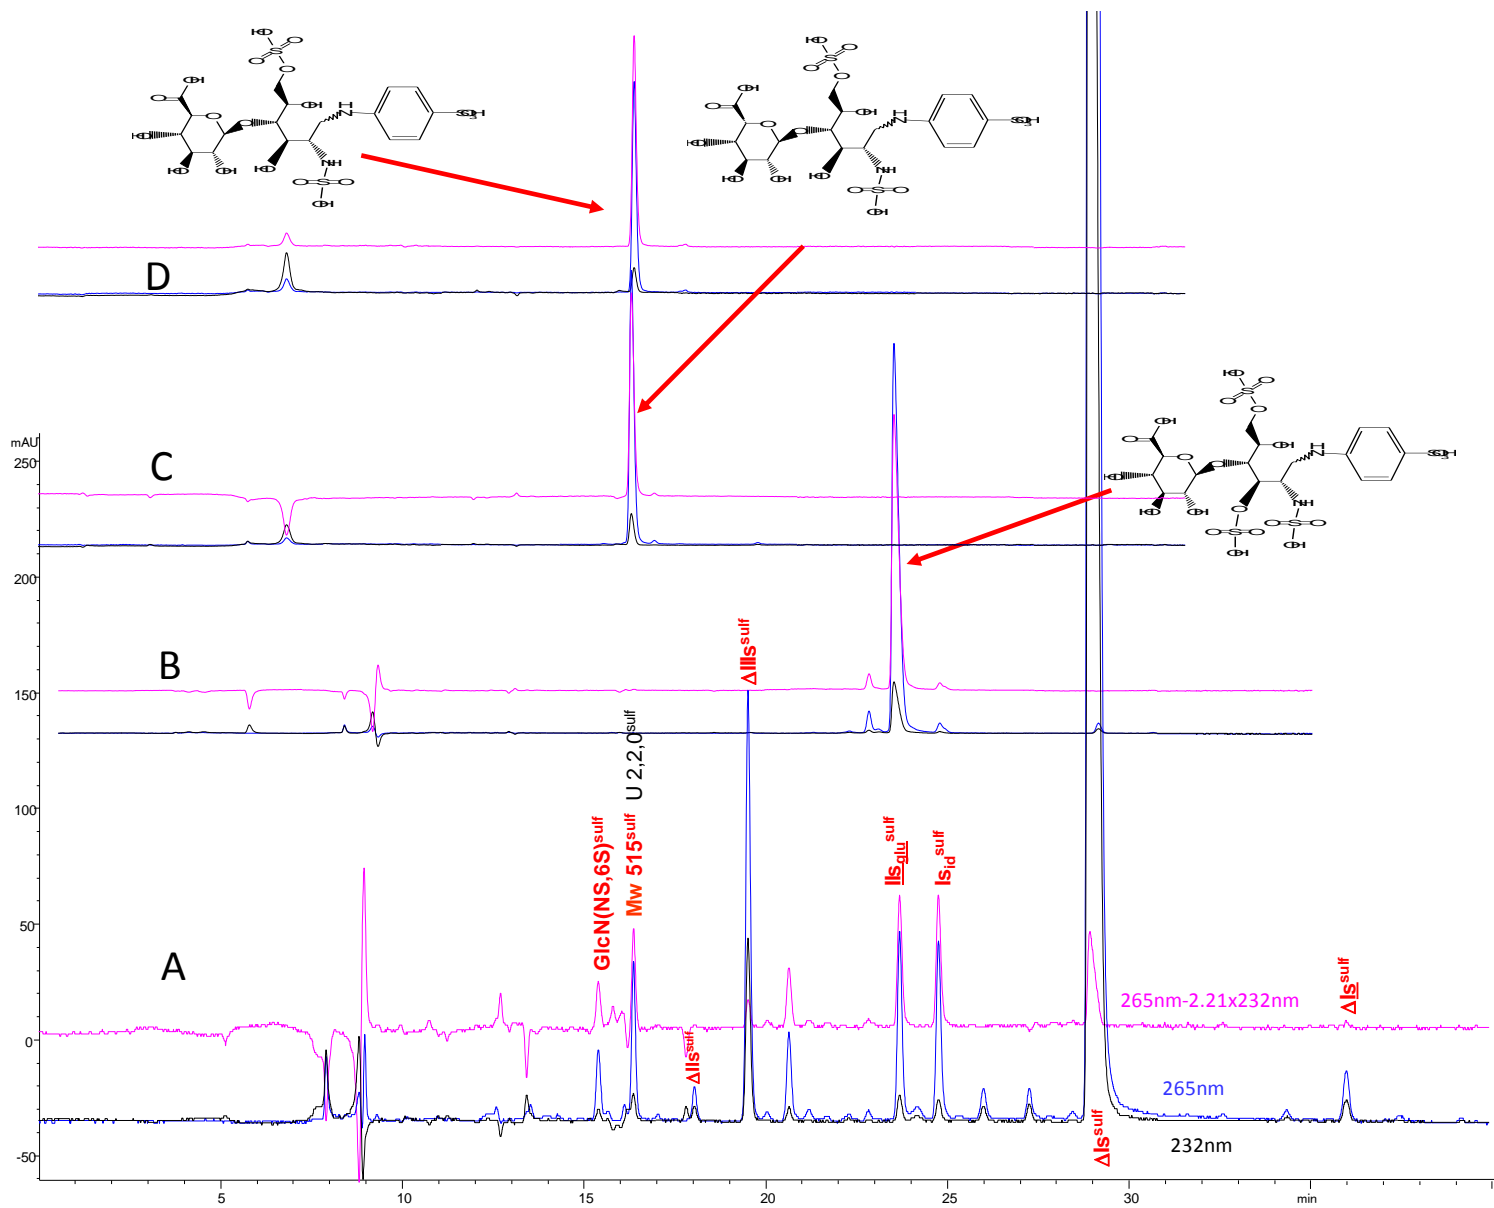 D
mAU
250
C
200
B
150
ΔIIIs^sulf
U 2,2,0^sulf
100
GlcN(NS,6S)^sulf
Mw 515^sulf
IIs_glu^sulf
Is_id^sulf
50
A
265nm-2.21x232nm
ΔIs^sulf
0
ΔIIs^sulf
265nm
232nm
ΔIs^sulf
-50
5
10
15
20
25
30
min